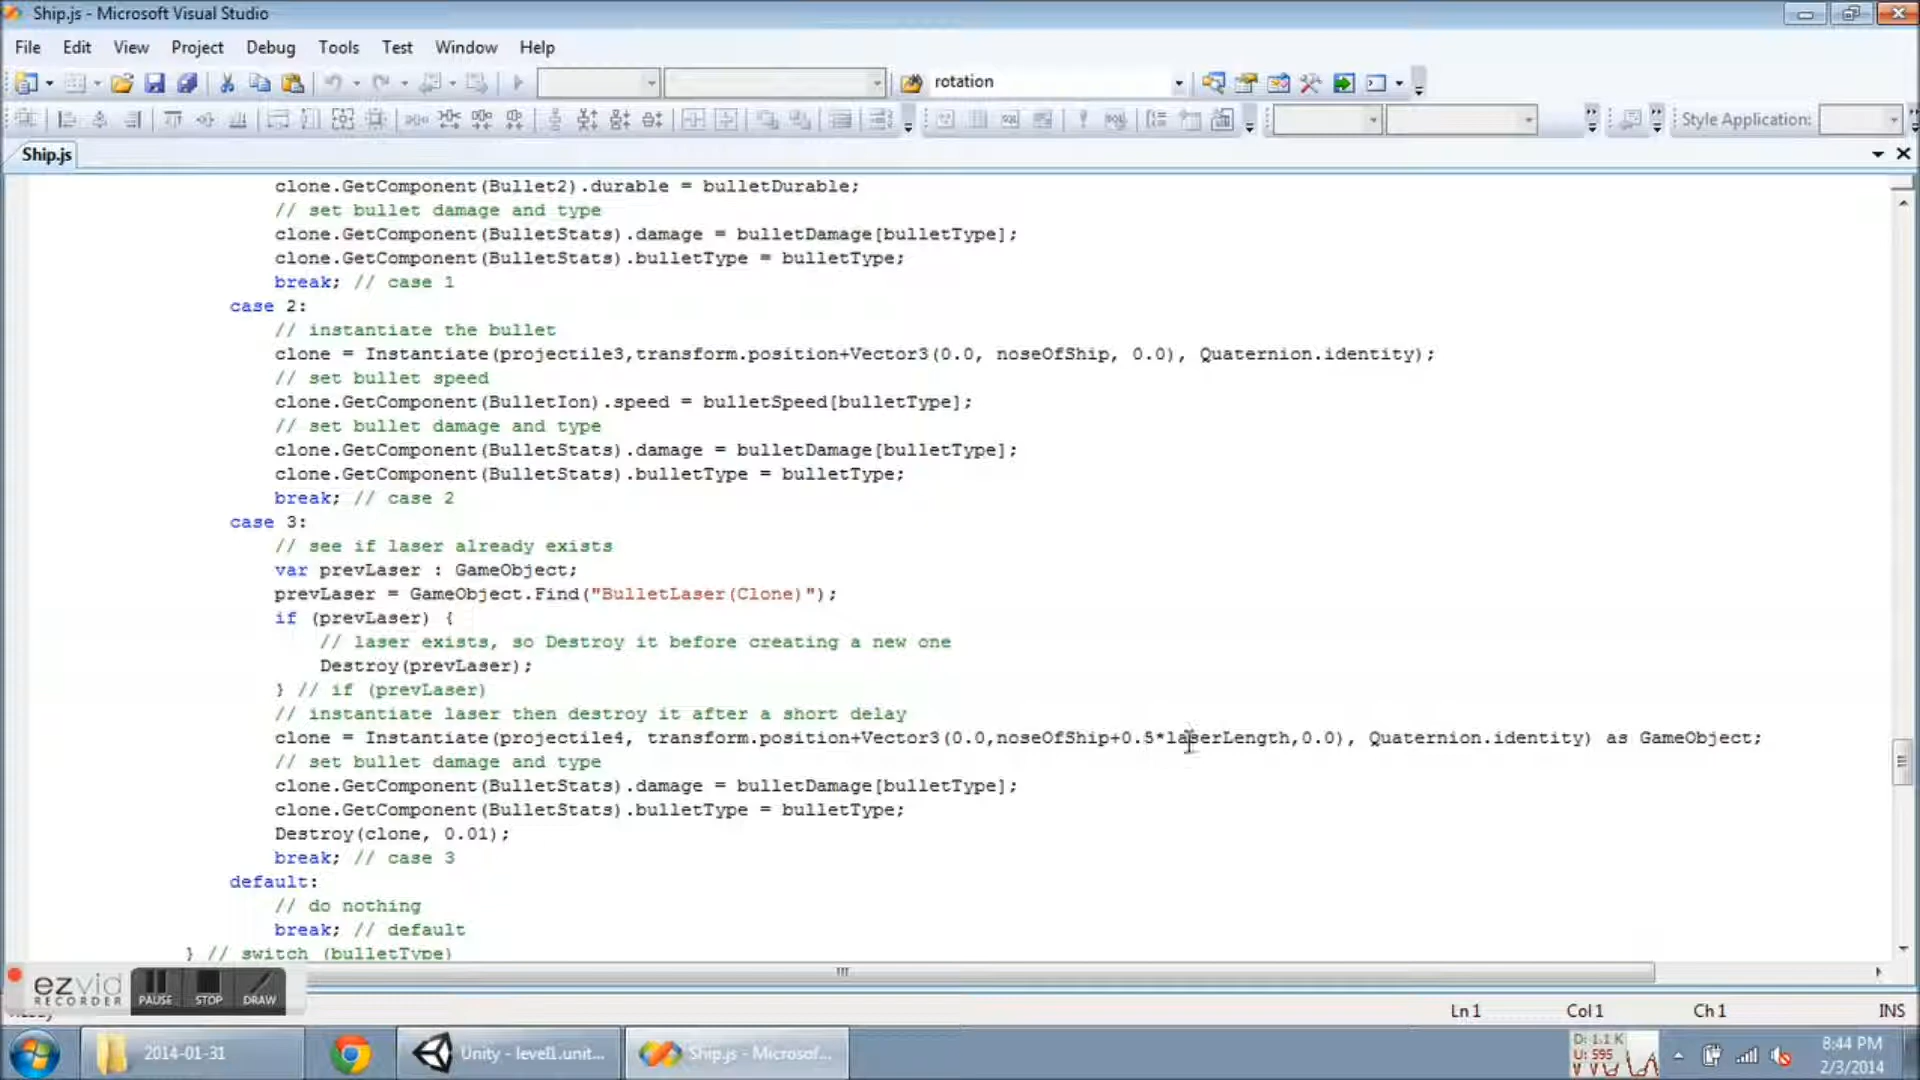 Ship.js - Microsoft Visual Studio
File Edit View Project Debug Tools Test Window Help
rotation
Style Application:
Ship.js
clone.GetComponent(Bullet2).durable = bulletDurable;
// set bullet damage and type
clone.GetComponent(BulletStats).damage = bulletDamage[bulletType];
clone.GetComponent(BulletStats).bulletType = bulletType;
break; // case 1
case 2:
// instantiate the bullet
clone = Instantiate(projectile3,transform.position+Vector3(0.0, noseOfShip, 0.0), Quaternion.identity);
// set bullet speed
clone.GetComponent(BulletIon).speed = bulletSpeed[bulletType];
// set bullet damage and type
clone.GetComponent(BulletStats).damage = bulletDamage[bulletType];
clone.GetComponent(BulletStats).bulletType = bulletType;
break; // case 2
case 3:
// see if laser already exists
var prevLaser : GameObject;
prevLaser = GameObject.Find("BulletLaser(Clone)");
if (prevLaser) {
// laser exists, so Destroy it before creating a new one
Destroy(prevLaser);
} // if (prevLaser)
// instantiate laser then destroy it after a short delay
clone = Instantiate(projectile4, transform.position+Vector3(0.0,noseOfShip+0.5*laserLength,0.0), Quaternion.identity) as GameObject;
// set bullet damage and type
clone.GetComponent(BulletStats).damage = bulletDamage[bulletType];
clone.GetComponent(BulletStats).bulletType = bulletType;
Destroy(clone, 0.01);
break; // case 3
default:
// do nothing
break; // default
} // switch (bulletType)
ezvid
RECORDER
PAUSE STOP DRAW
Ln 1 Col 1 Ch 1 INS
2014-01-31
Unity - level1.unit...
Ship.js - Microsof...
D: 1.1 K
U: 595
8:44 PM
2/3/2014